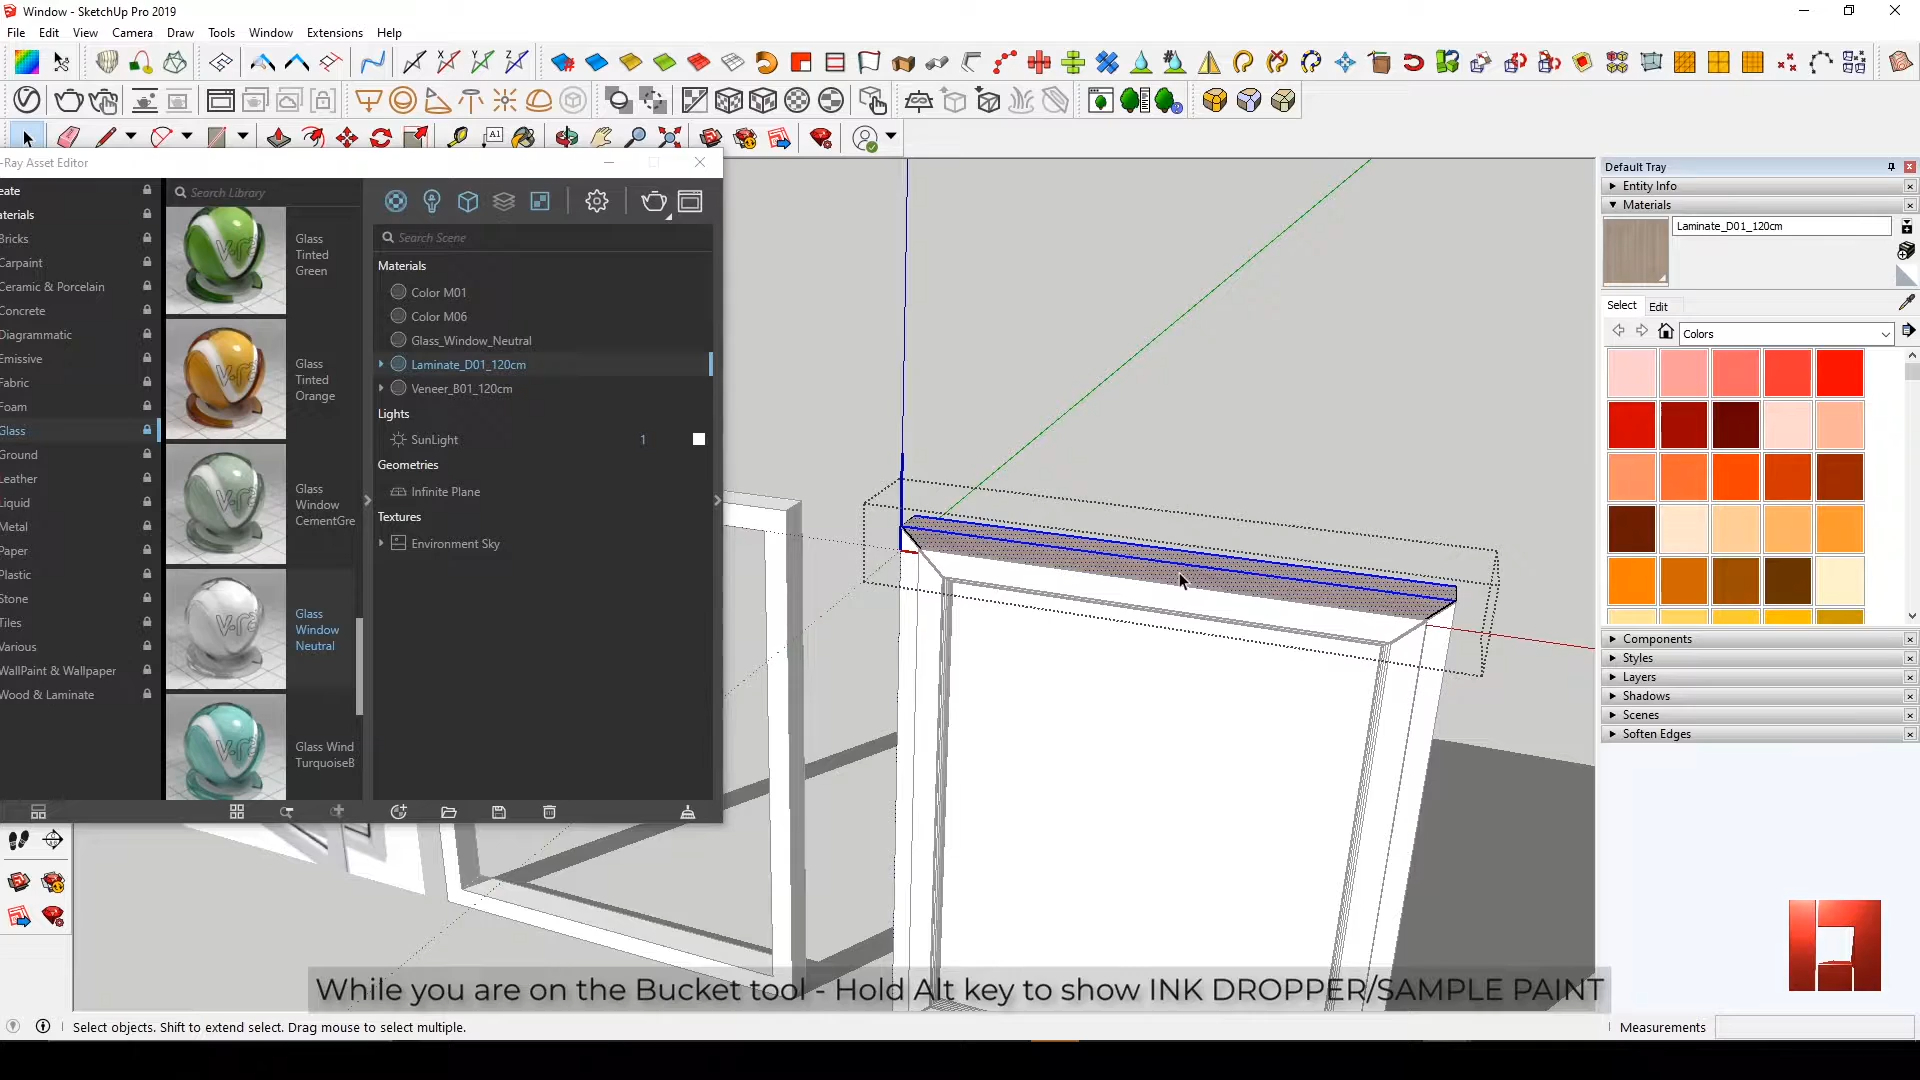 Window - SketchUp Pro 2019
File Edit View Camera Draw Tools Window Extensions Help
A1
-Ray Asset Editor
eate
aterials
Bricks
Carpaint
Ceramic & Porcelain
Concrete
Diagrammatic
Emissive
Fabric
Foam
Glass
Ground
Leather
Liquid
Metal
Paper
Plastic
Stone
Tiles
Various
WallPaint & Wallpaper
Wood & Laminate
Search Library
Glass
Tinted
Green
Glass
Tinted
Orange
Glass
Window
CementGre
Glass
Window
Neutral
Glass Wind
TurquoiseB
Search Scene
Materials
Color M01
Color M06
Glass_Window_Neutral
Laminate_D01_120cm
Veneer_B01_120cm
Lights
SunLight 1
Geometries
Infinite Plane
Textures
Environment Sky
Default Tray
Entity Info
Materials
Laminate_D01_120cm
Select Edit
Colors
Components
Styles
Layers
Shadows
Scenes
Soften Edges
While you are on the Bucket tool - Hold Alt key to show INK DROPPER/SAMPLE PAINT
Select objects. Shift to extend select. Drag mouse to select multiple.
Measurements